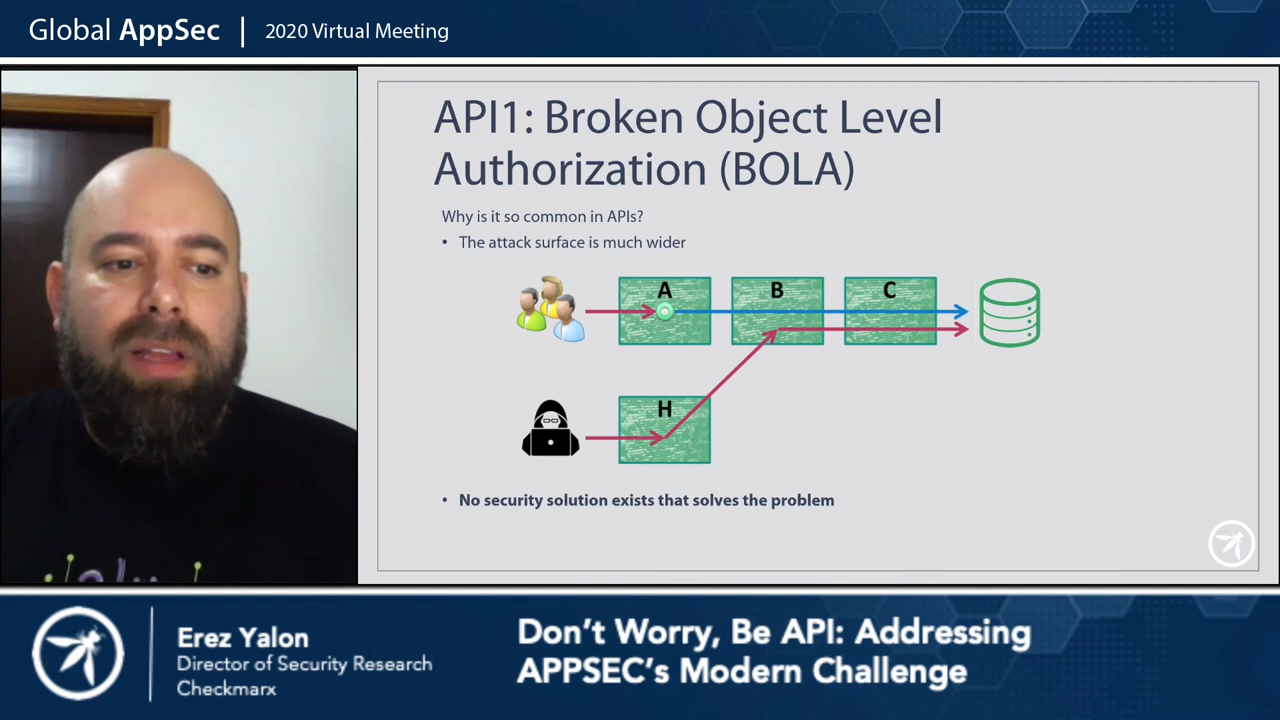 Global AppSec | 2020 Virtual Meeting
API1: Broken Object Level
Authorization (BOLA)
Why is it so common in APIs?
• The attack surface is much wider
A
B
C
H
• No security solution exists that solves the problem
Erez Yalon
Director of Security Research
Checkmarx
Don't Worry, Be API: Addressing
APPSEC's Modern Challenge